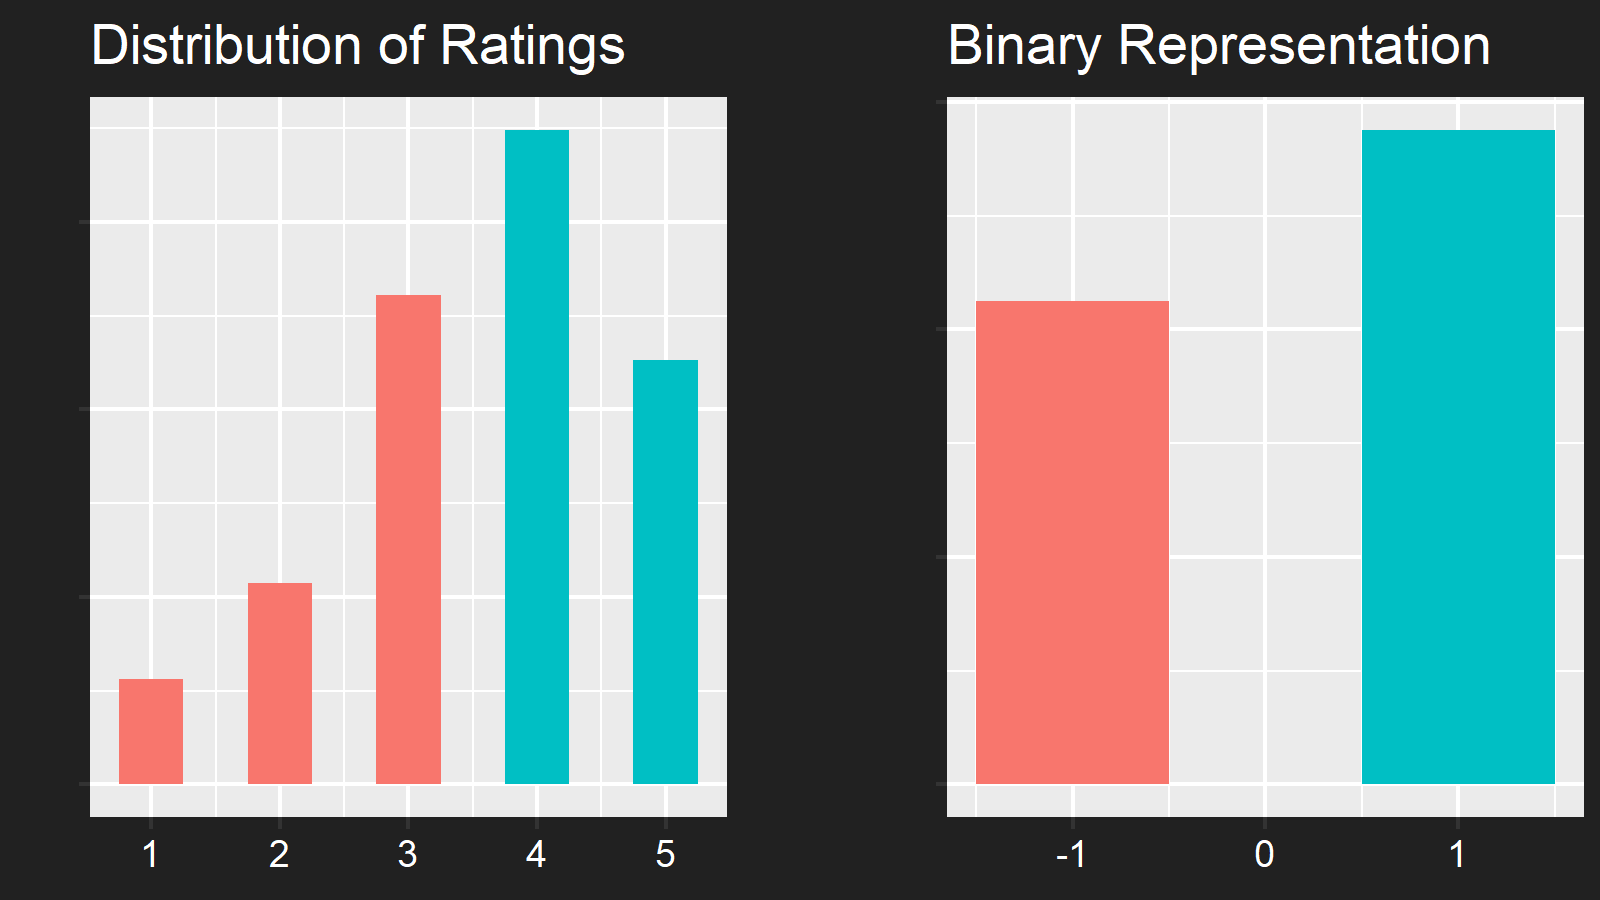 Distribution of Ratings
1 2 3 4 5
Binary Representation
-1 0 1